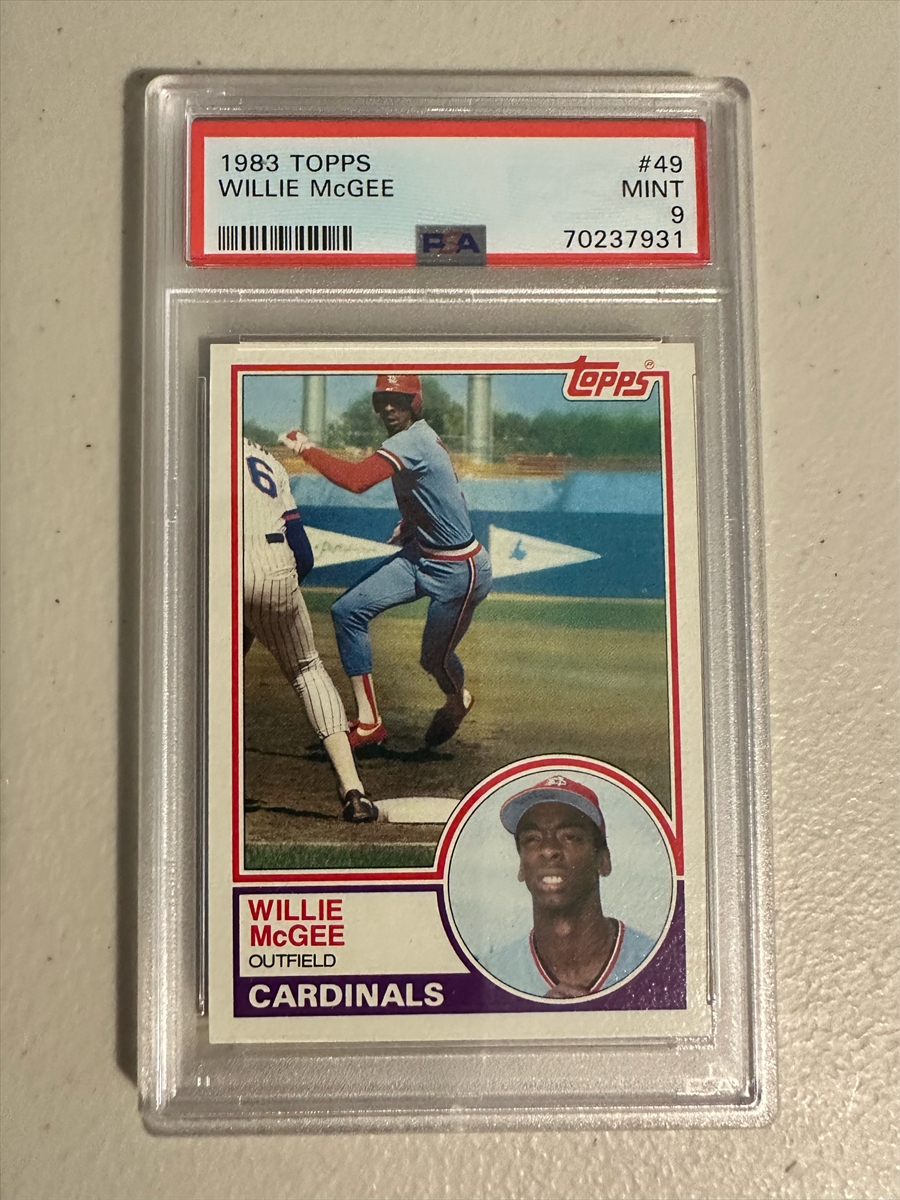 1983 TOPPS #49
WILLIE McGEE MINT
9
PSA 70237931
TOPPS®
6
WILLIE
McGEE
OUTFIELD
CARDINALS